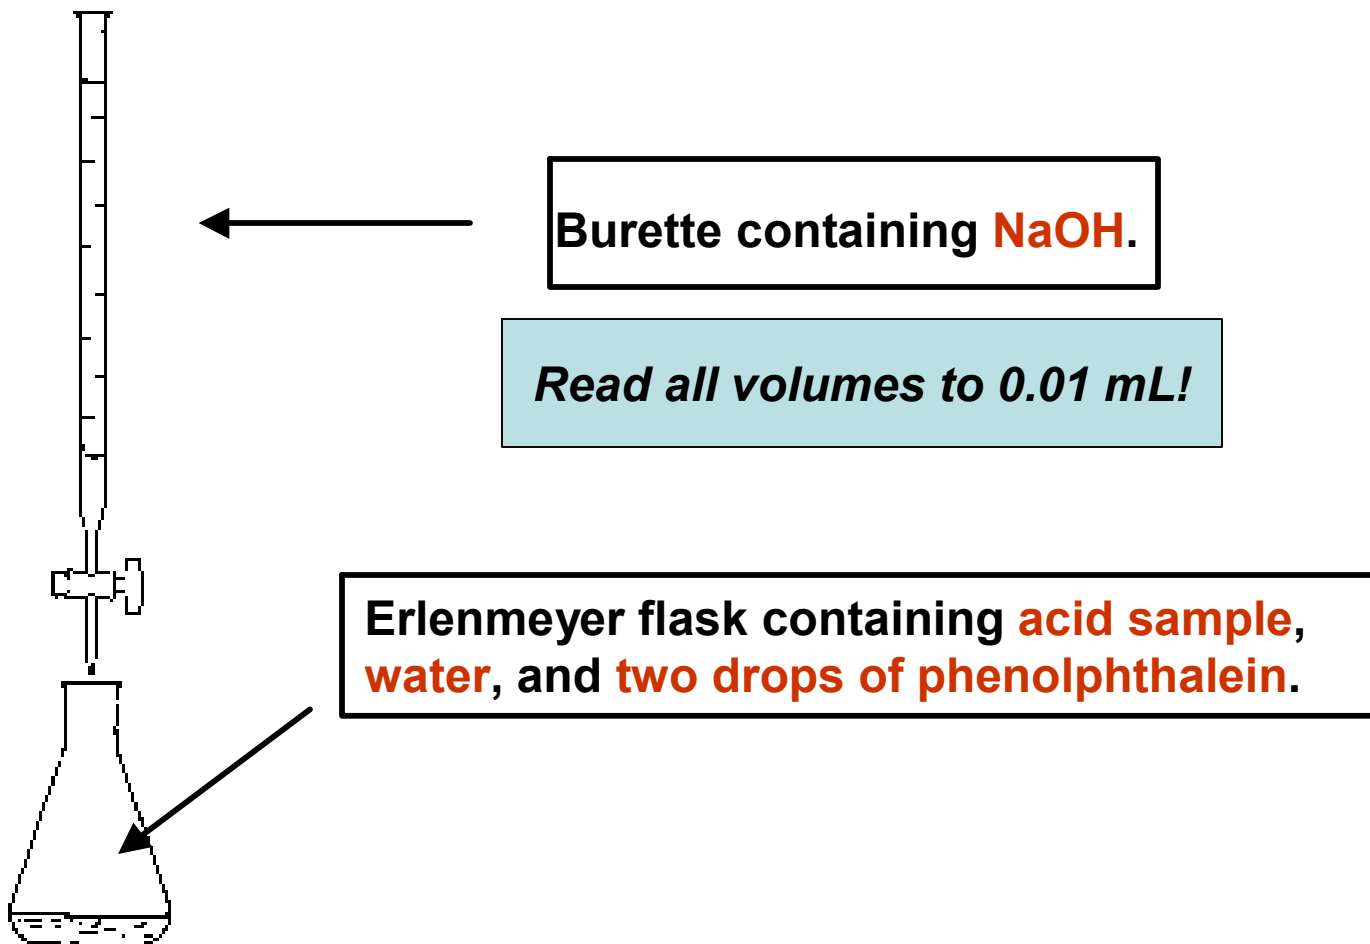 Burette containing NaOH.
Read all volumes to 0.01 mL!
Erlenmeyer flask containing acid sample,
water, and two drops of phenolphthalein.